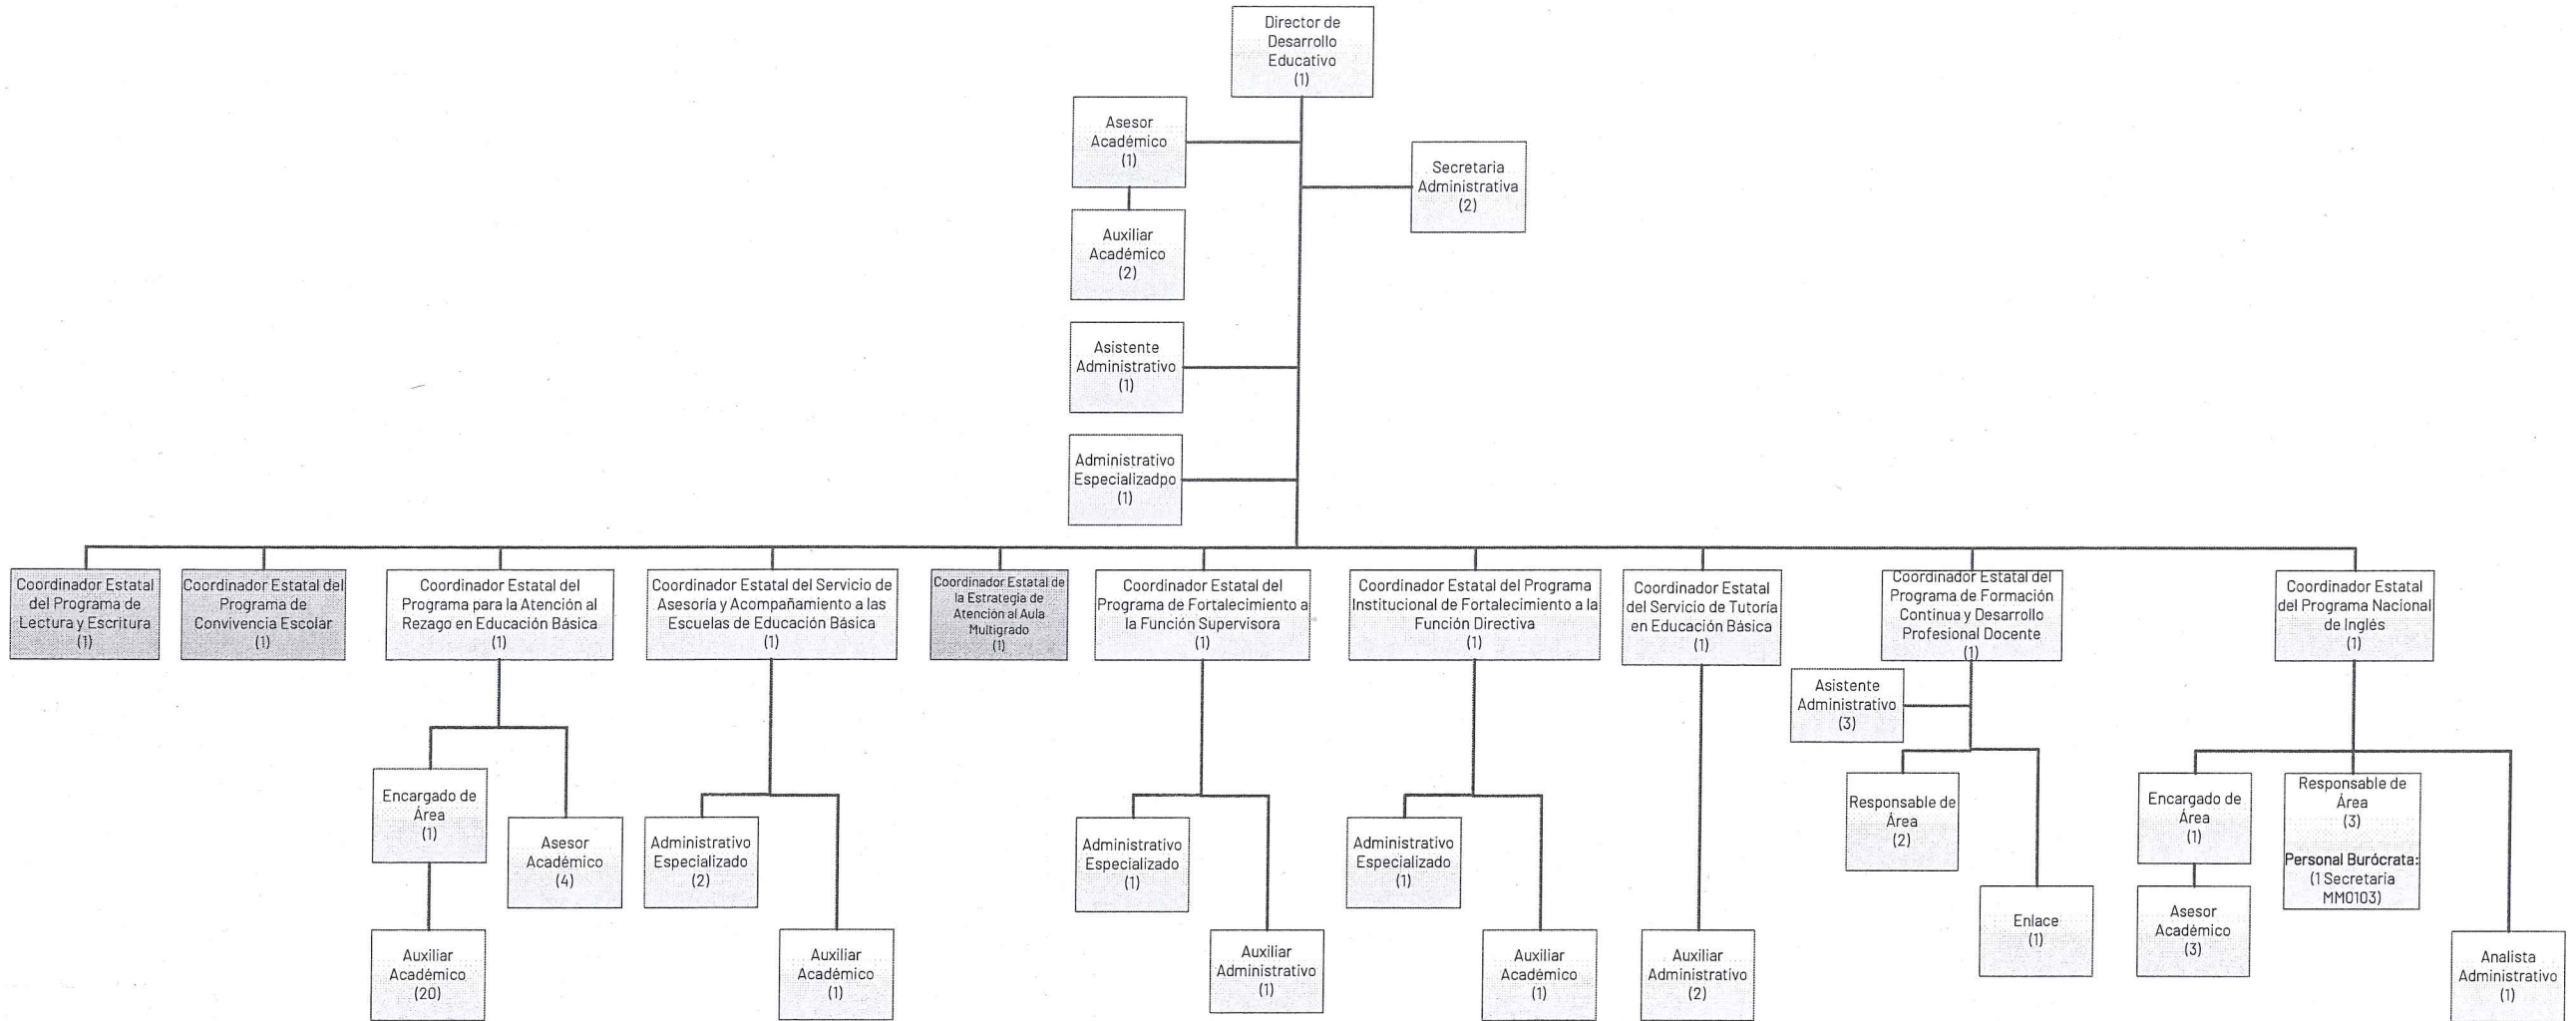 Director de
Desarrollo
Educativo
(1)
Asesor
Académico
(1)
Secretaria
Administrativa
(2)
Auxiliar
Académico
(2)
Asistente
Administrativo
(1)
Administrativo
Especializadpo
(1)
Coordinador Estatal
del Programa de
Lectura y Escritura
(1)
Coordinador Estatal del
Programa de
Convivencia Escolar
(1)
Coordinador Estatal del
Programa para la Atención al
Rezago en Educación Básica
(1)
Coordinador Estatal del Servicio de
Asesoría y Acompañamiento a las
Escuelas de Educación Básica
(1)
Coordinador Estatal de
la Estrategia de
Atención al Aula
Multigrado
(1)
Coordinador Estatal del
Programa de Fortalecimiento a
la Función Supervisora
(1)
Coordinador Estatal del Programa
Institucional de Fortalecimiento a la
Función Directiva
(1)
Coordinador Estatal
del Servicio de Tutoría
en Educación Básica
(1)
Coordinador Estatal del
Programa de Formación
Continua y Desarrollo
Profesional Docente
(1)
Coordinador Estatal
del Programa Nacional
de Inglés
(1)
Encargado de
Área
(1)
Auxiliar
Académico
(20)
Asesor
Académico
(4)
Administrativo
Especializado
(2)
Auxiliar
Académico
(1)
Administrativo
Especializado
(1)
Auxiliar
Administrativo
(1)
Administrativo
Especializado
(1)
Auxiliar
Académico
(1)
Auxiliar
Administrativo
(2)
Asistente
Administrativo
(3)
Responsable de
Área
(2)
Enlace
(1)
Encargado de
Área
(1)
Asesor
Académico
(3)
Responsable de
Área
(3)
Personal Burócrata:
(1 Secretaria
MM0103)
Analista
Administrativo
(1)